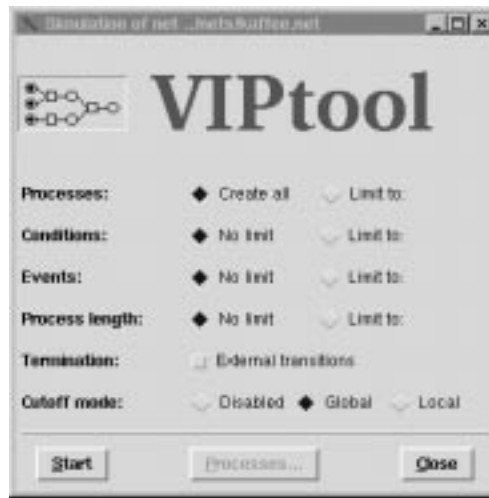 Simulation of net ../nets/kaffee.net
VIPtool
Processes: Create all Limit to:
Conditions: No limit Limit to:
Events: No limit Limit to:
Process length: No limit Limit to:
Termination: External transitions
Cutoff mode: Disabled Global Local
Start Processes... Close